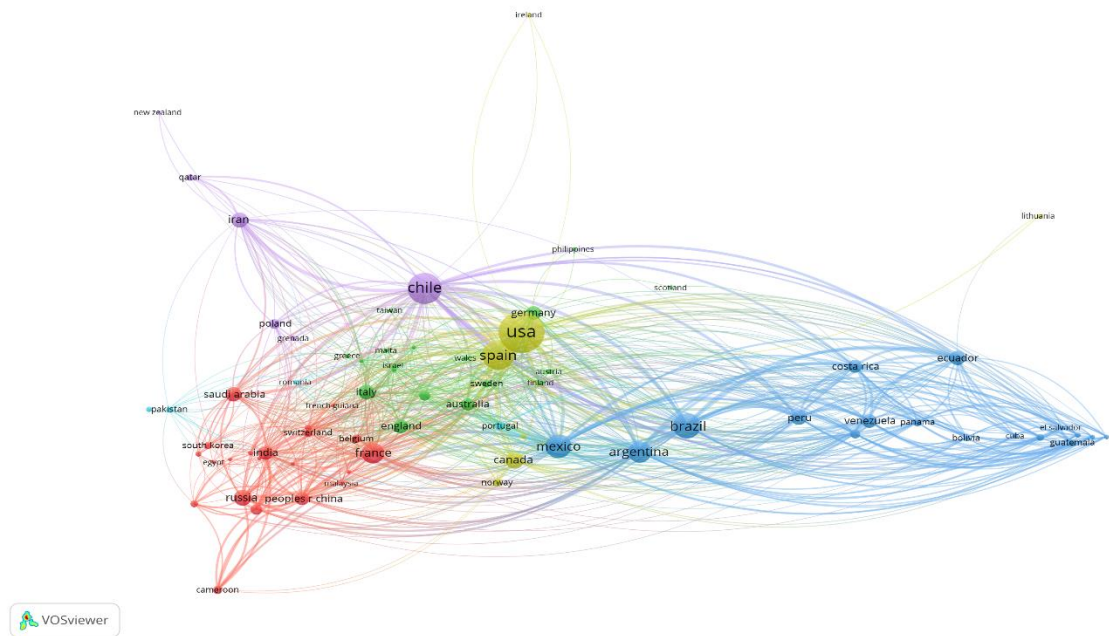 ireland
new zealand
qatar
lithuania
iran
philippines
chile
scotland
taiwan
germany
poland
usa
grenada
malta
greece
spain
wales
ecuador
israel
costa rica
austria
romania
sweden
finland
saudi arabia
italy
french guiana
australia
pakistan
peru
venezuela
panama
england
portugal
brazil
el salvador
switzerland
cuba
bolivia
belgium
guatemala
south korea
india
france
mexico
argentina
egypt
canada
malaysia
norway
russia
peoples r china
cameroon
VOSviewer